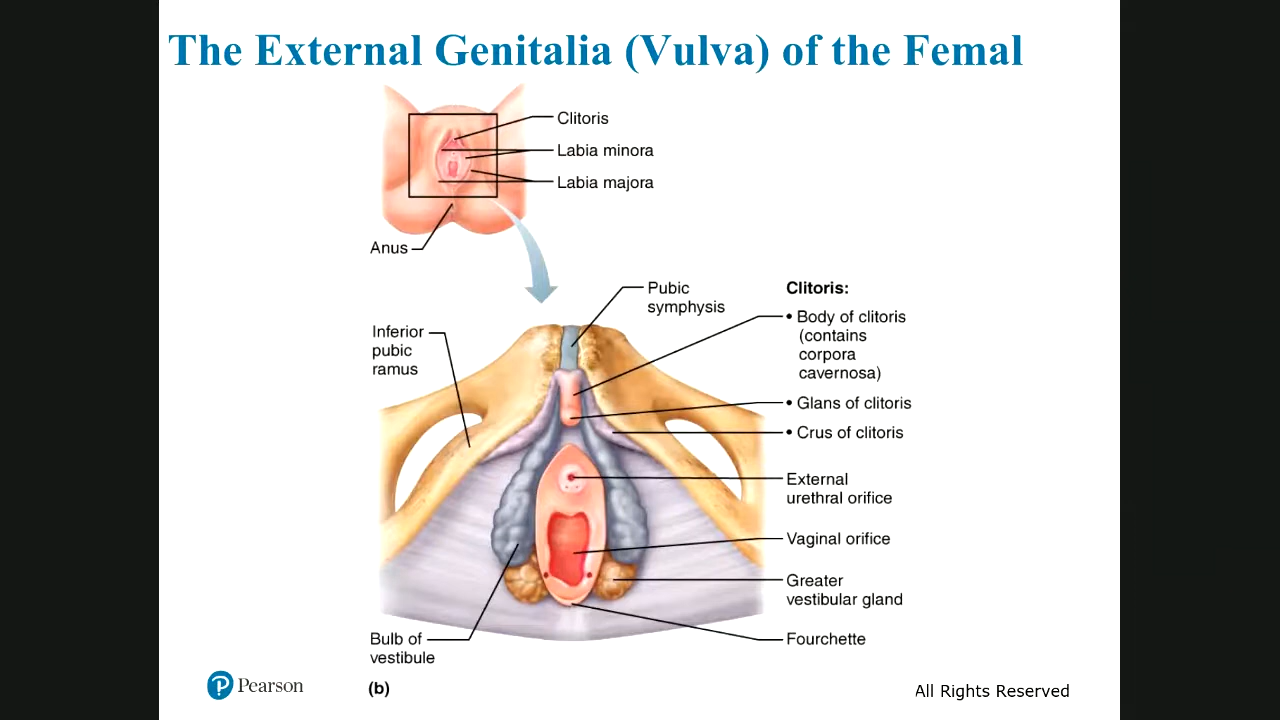 The External Genitalia (Vulva) of the Femal
Clitoris
Labia minora
Labia majora
Anus
Pubic
symphysis
Inferior
pubic
ramus
Clitoris:
• Body of clitoris
(contains
corpora
cavernosa)
• Glans of clitoris
• Crus of clitoris
External
urethral orifice
Vaginal orifice
Greater
vestibular gland
Fourchette
Bulb of
vestibule
P Pearson
(b)
All Rights Reserved